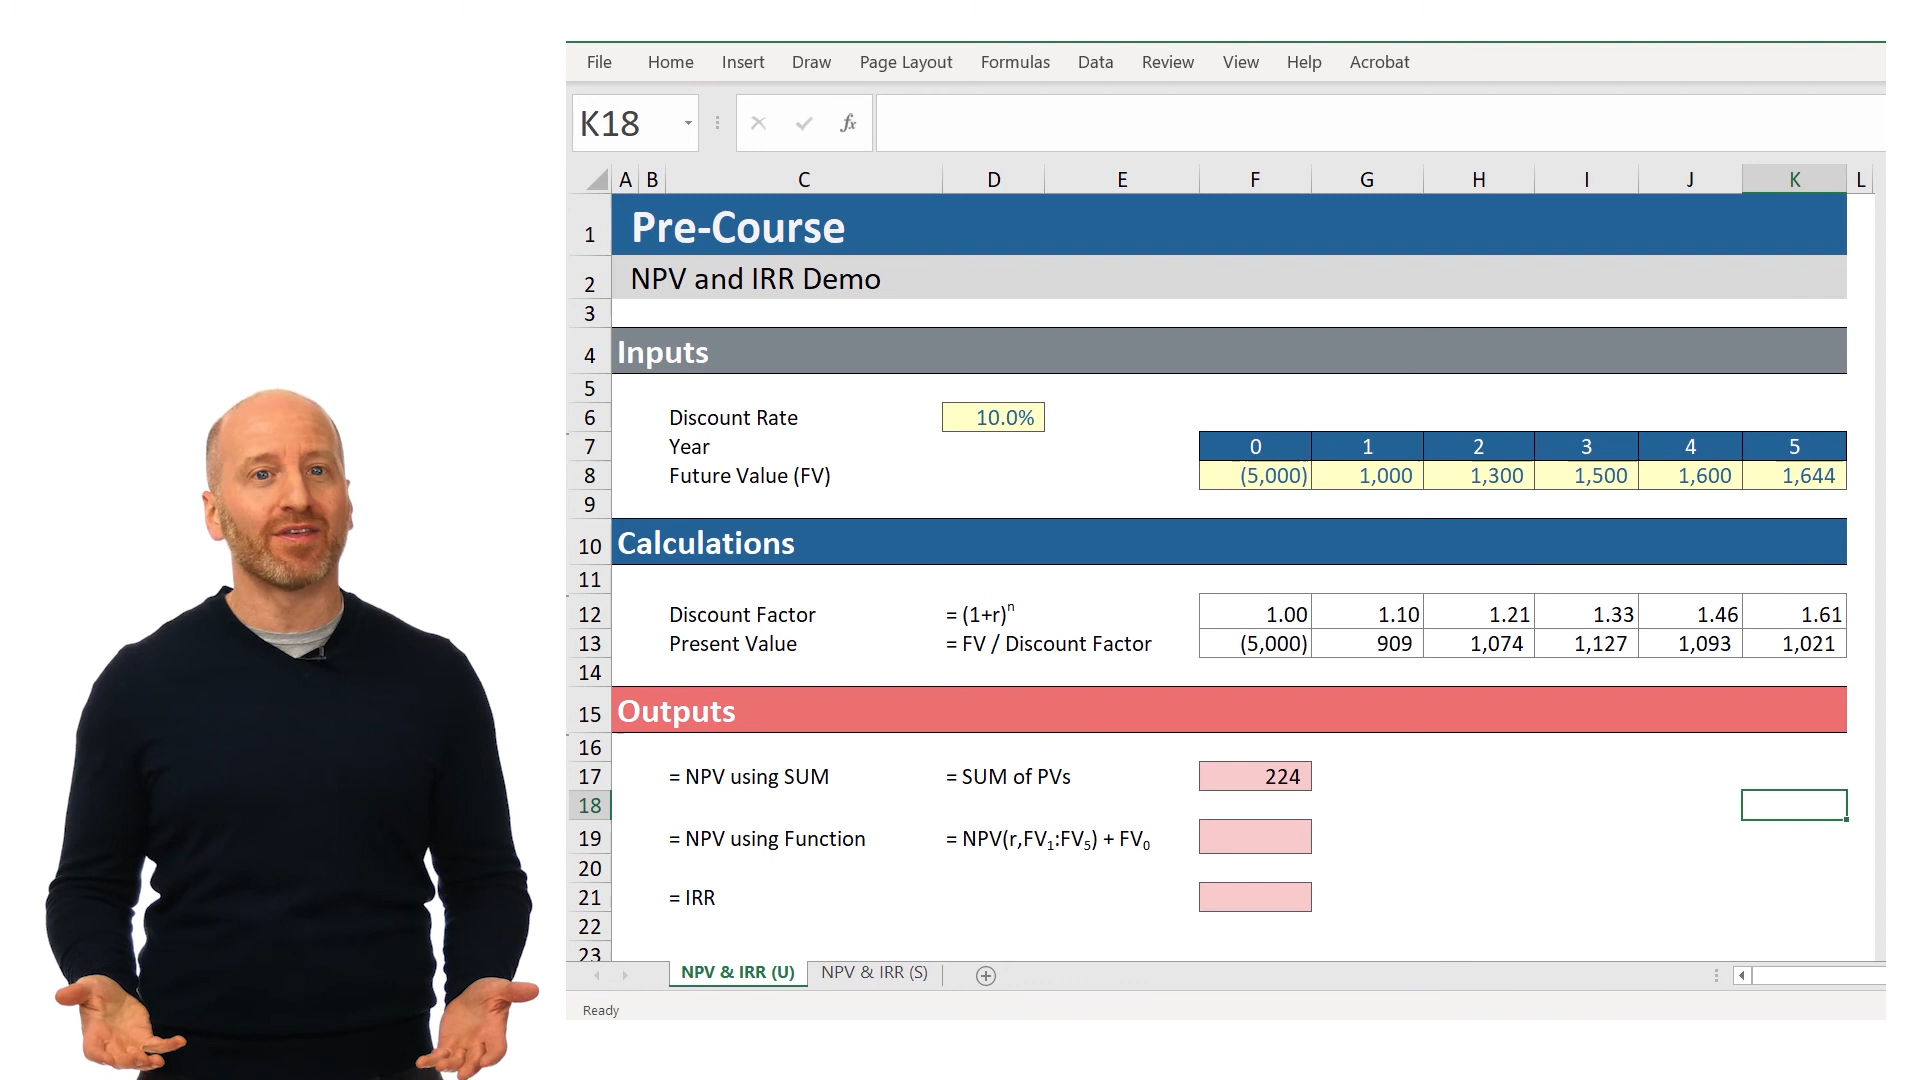 File Home Insert Draw Page Layout Formulas Data Review View Help Acrobat
K18 fx
A B C D E F G H I J K L
1 Pre-Course
2 NPV and IRR Demo
3
4 Inputs
5
6 Discount Rate 10.0%
7 Year 0 1 2 3 4 5
8 Future Value (FV) (5,000) 1,000 1,300 1,500 1,600 1,644
9
10 Calculations
11
12 Discount Factor = (1+r)ⁿ 1.00 1.10 1.21 1.33 1.46 1.61
13 Present Value = FV / Discount Factor (5,000) 909 1,074 1,127 1,093 1,021
14
15 Outputs
16
17 = NPV using SUM = SUM of PVs 224
18
19 = NPV using Function = NPV(r,FV₁:FV₅) + FV₀
20
21 = IRR
22
23
NPV & IRR (U) NPV & IRR (S)
Ready